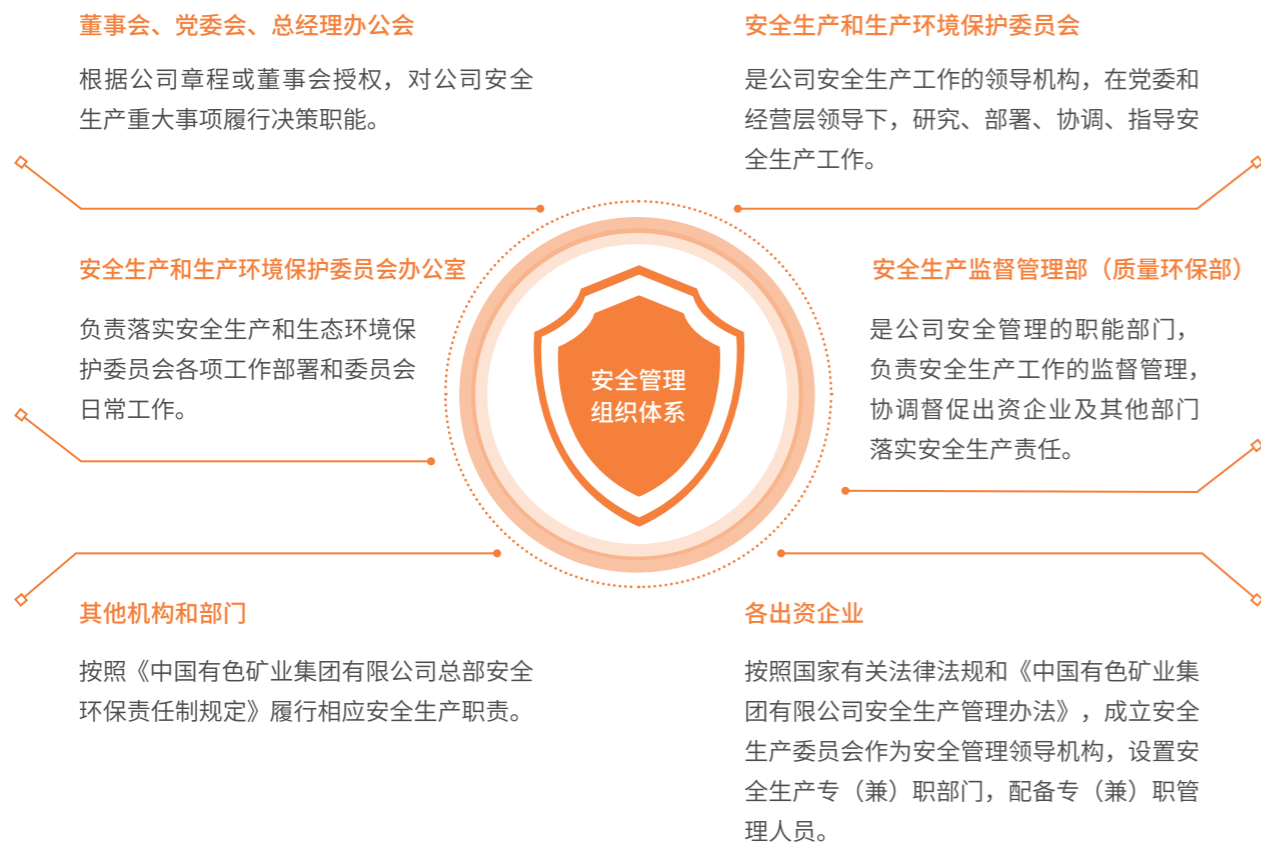 董事会、党委会、总经理办公会
根据公司章程或董事会授权，对公司安全
生产重大事项履行决策职能。
安全生产和生产环境保护委员会
是公司安全生产工作的领导机构，在党委和
经营层领导下，研究、部署、协调、指导安
全生产工作。
安全生产和生产环境保护委员会办公室
负责落实安全生产和生态环境保
护委员会各项工作部署和委员会
日常工作。
安全管理
组织体系
安全生产监督管理部（质量环保部）
是公司安全管理的职能部门，
负责安全生产工作的监督管理，
协调督促出资企业及其他部门
落实安全生产责任。
其他机构和部门
按照《中国有色矿业集团有限公司总部安全
环保责任制规定》履行相应安全生产职责。
各出资企业
按照国家有关法律法规和《中国有色矿业集
团有限公司安全生产管理办法》，成立安全
生产委员会作为安全管理领导机构，设置安
全生产专（兼）职部门，配备专（兼）职管
理人员。